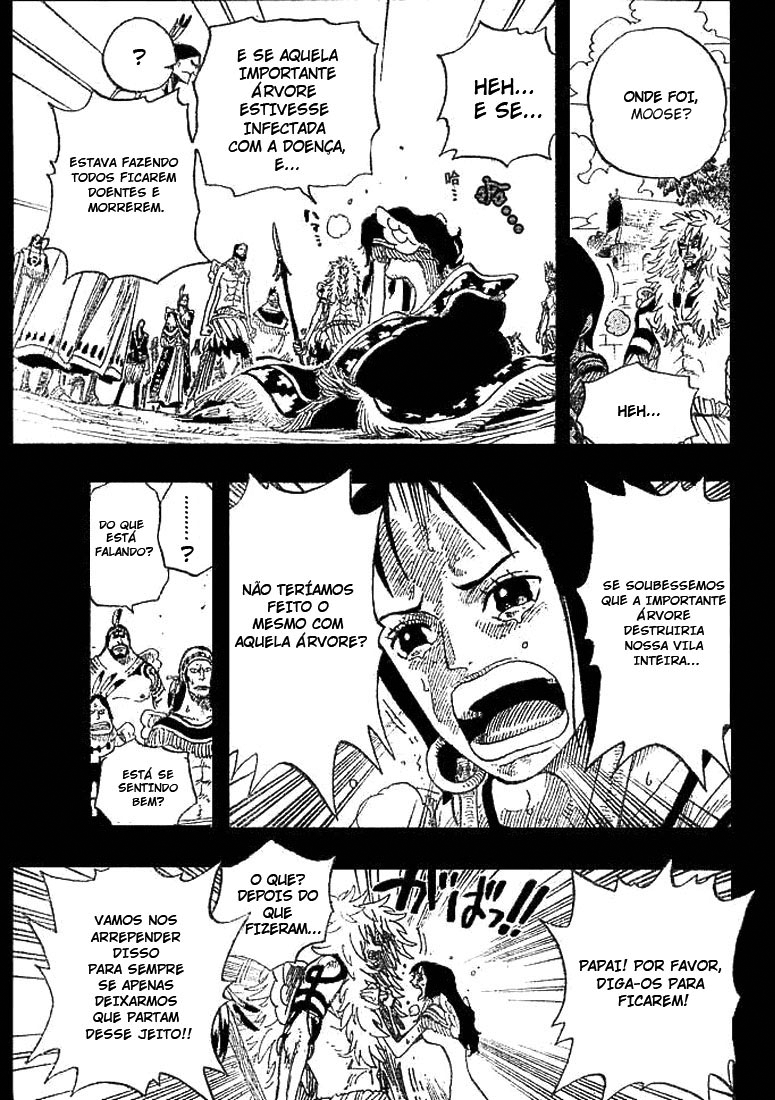 ONDE FOI,
MOOSE?
HEH...
HEH...
E SE...
E SE AQUELA
IMPORTANTE
ÁRVORE
ESTIVESSE
INFECTADA
COM A DOENÇA,
E...
?
ESTAVA FAZENDO
TODOS FICAREM
DOENTES E
MORREREM.
SE SOUBESSEMOS
QUE A IMPORTANTE
ÁRVORE
DESTRUIRIA
NOSSA VILA
INTEIRA...
NÃO TERÍAMOS
FEITO O
MESMO COM
AQUELA ÁRVORE?
........
?
DO QUE
ESTÁ
FALANDO?
ESTÁ SE
SENTINDO
BEM?
がばっ!!
PAPAI! POR FAVOR,
DIGA-OS PARA
FICAREM!
O QUE?
DEPOIS DO
QUE
FIZERAM...
VAMOS NOS
ARREPENDER
DISSO
PARA SEMPRE
SE APENAS
DEIXARMOS
QUE PARTAM
DESSE JEITO!!